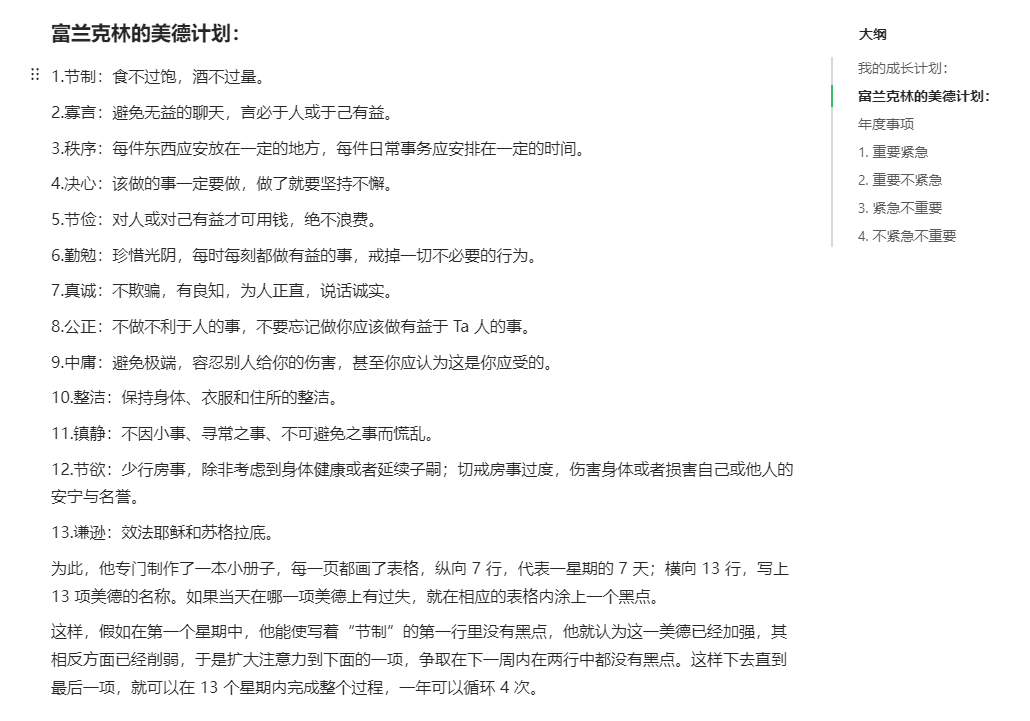 富兰克林的美德计划：
1.节制：食不过饱，酒不过量。
2.寡言：避免无益的聊天，言必于人或于己有益。
3.秩序：每件东西应安放在一定的地方，每件日常事务应安排在一定的时间。
4.决心：该做的事一定要做，做了就要坚持不懈。
5.节俭：对人或对己有益才可用钱，绝不浪费。
6.勤勉：珍惜光阴，每时每刻都做有益的事，戒掉一切不必要的行为。
7.真诚：不欺骗，有良知，为人正直，说话诚实。
8.公正：不做不利于人的事，不要忘记做你应该做有益于 Ta 人的事。
9.中庸：避免极端，容忍别人给你的伤害，甚至你应认为这是你应受的。
10.整洁：保持身体、衣服和住所的整洁。
11.镇静：不因小事、寻常之事、不可避免之事而慌乱。
12.节欲：少行房事，除非考虑到身体健康或者延续子嗣；切戒房事过度，伤害身体或者损害自己或他人的
安宁与名誉。
13.谦逊：效法耶稣和苏格拉底。
为此，他专门制作了一本小册子，每一页都画了表格，纵向 7 行，代表一星期的 7 天；横向 13 行，写上
13 项美德的名称。如果当天在哪一项美德上有过失，就在相应的表格内涂上一个黑点。
这样，假如在第一个星期中，他能使写着“节制”的第一行里没有黑点，他就认为这一美德已经加强，其
相反方面已经削弱，于是扩大注意力到下面的一项，争取在下一周内在两行中都没有黑点。这样下去直到
最后一项，就可以在 13 个星期内完成整个过程，一年可以循环 4 次。
大纲
我的成长计划：
富兰克林的美德计划：
年度事项
1. 重要紧急
2. 重要不紧急
3. 紧急不重要
4. 不紧急不重要